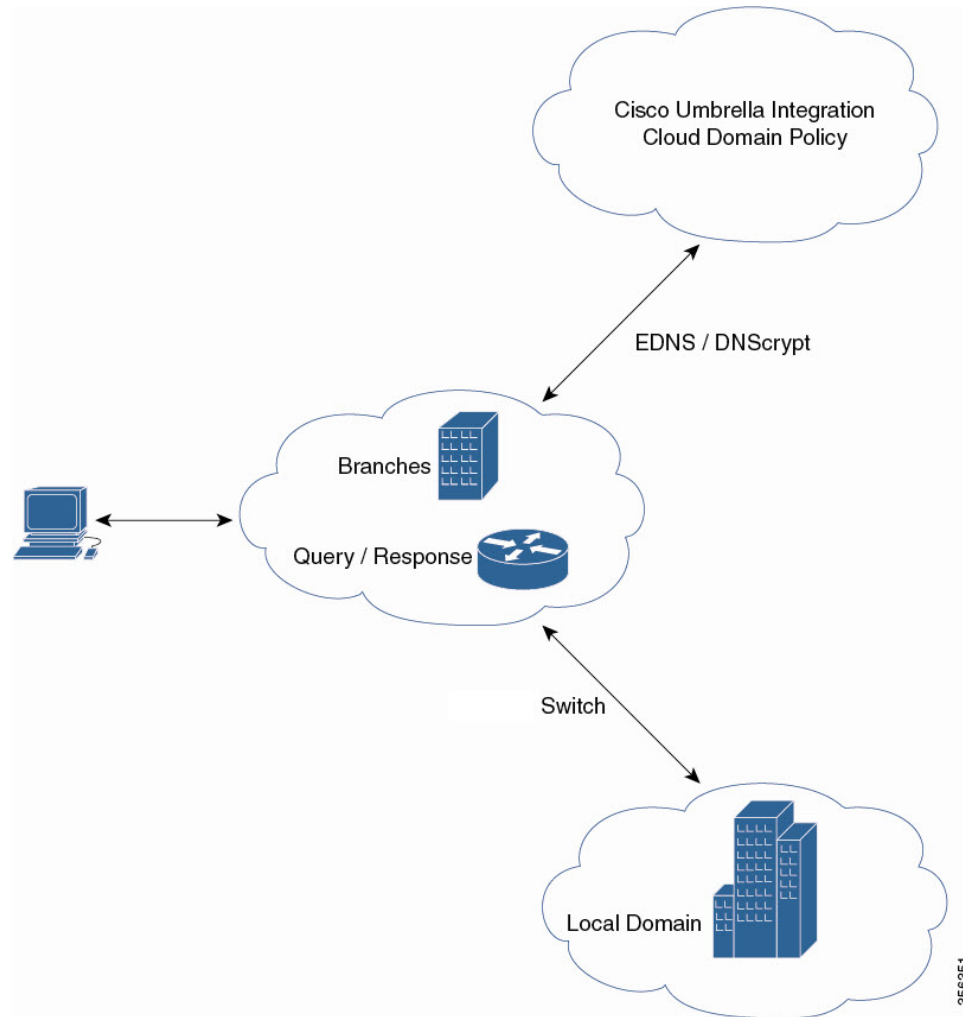 Cisco Umbrella Integration
Cloud Domain Policy
EDNS / DNScrypt
Branches
Query / Response
Switch
Local Domain